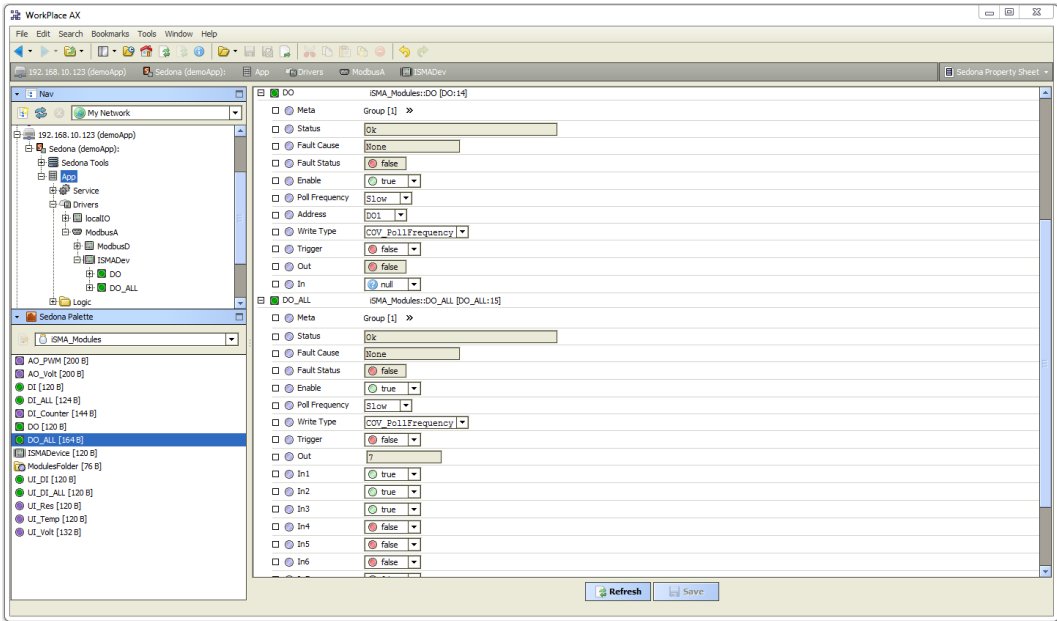 WorkPlace AX
File Edit Search Bookmarks Tools Window Help
192.168.10.123 (demoApp) Sedona (demoApp): App Drivers ModbusA ISMADev Sedona Property Sheet
Nav
My Network
192.168.10.123 (demoApp)
Sedona (demoApp):
Sedona Tools
App
Service
Drivers
localIO
ModbusA
ModbusD
ISMADev
DO
DO_ALL
Logic
Sedona Palette
iSMA_Modules
AO_PWM [200 B]
AO_Volt [200 B]
DI [120 B]
DI_ALL [124 B]
DI_Counter [144 B]
DO [120 B]
DO_ALL [164 B]
ISMADevice [120 B]
ModulesFolder [76 B]
UI_DI [120 B]
UI_DI_ALL [120 B]
UI_Res [120 B]
UI_Temp [120 B]
UI_Volt [132 B]
DO iSMA_Modules::DO [DO:14]
Meta Group [1] »
Status Ok
Fault Cause None
Fault Status false
Enable true
Poll Frequency Slow
Address DO1
Write Type COV_PollFrequency
Trigger false
Out false
In null
DO_ALL iSMA_Modules::DO_ALL [DO_ALL:15]
Meta Group [1] »
Status Ok
Fault Cause None
Fault Status false
Enable true
Poll Frequency Slow
Write Type COV_PollFrequency
Trigger false
Out 7
In1 true
In2 true
In3 true
In4 false
In5 false
In6 false
Refresh Save